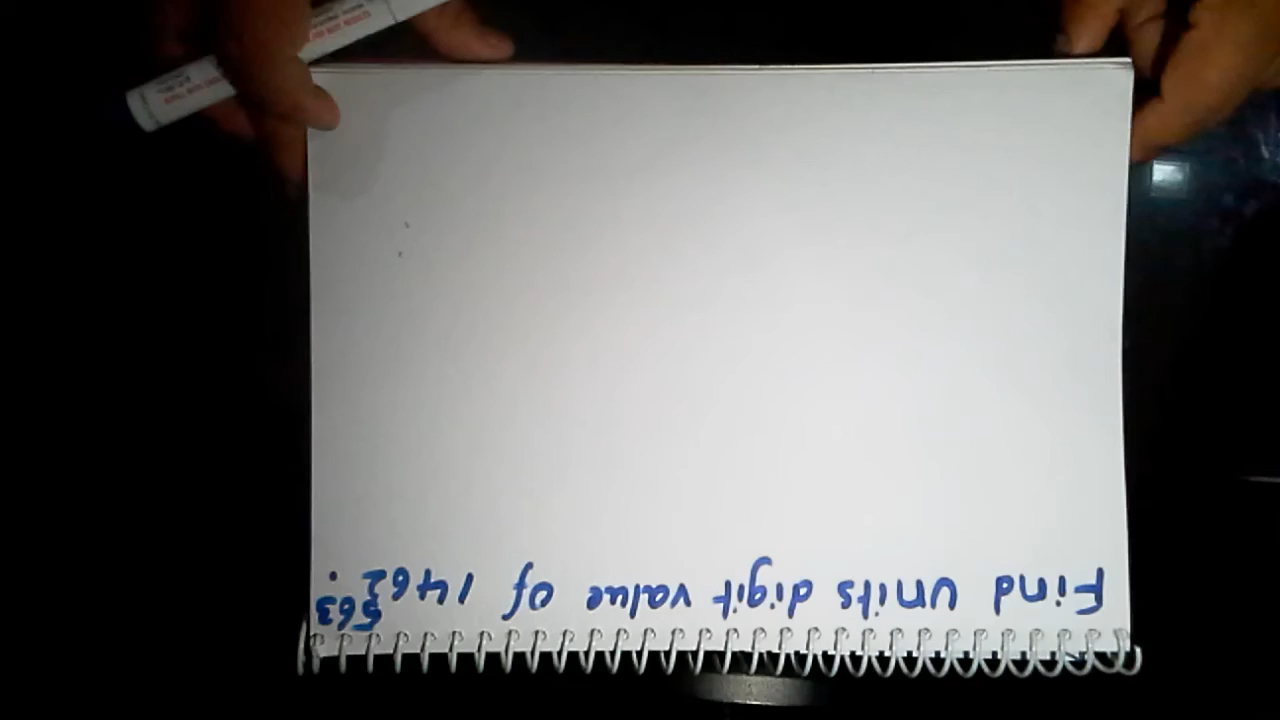 Find Units digit value of 1462⁵⁶³.